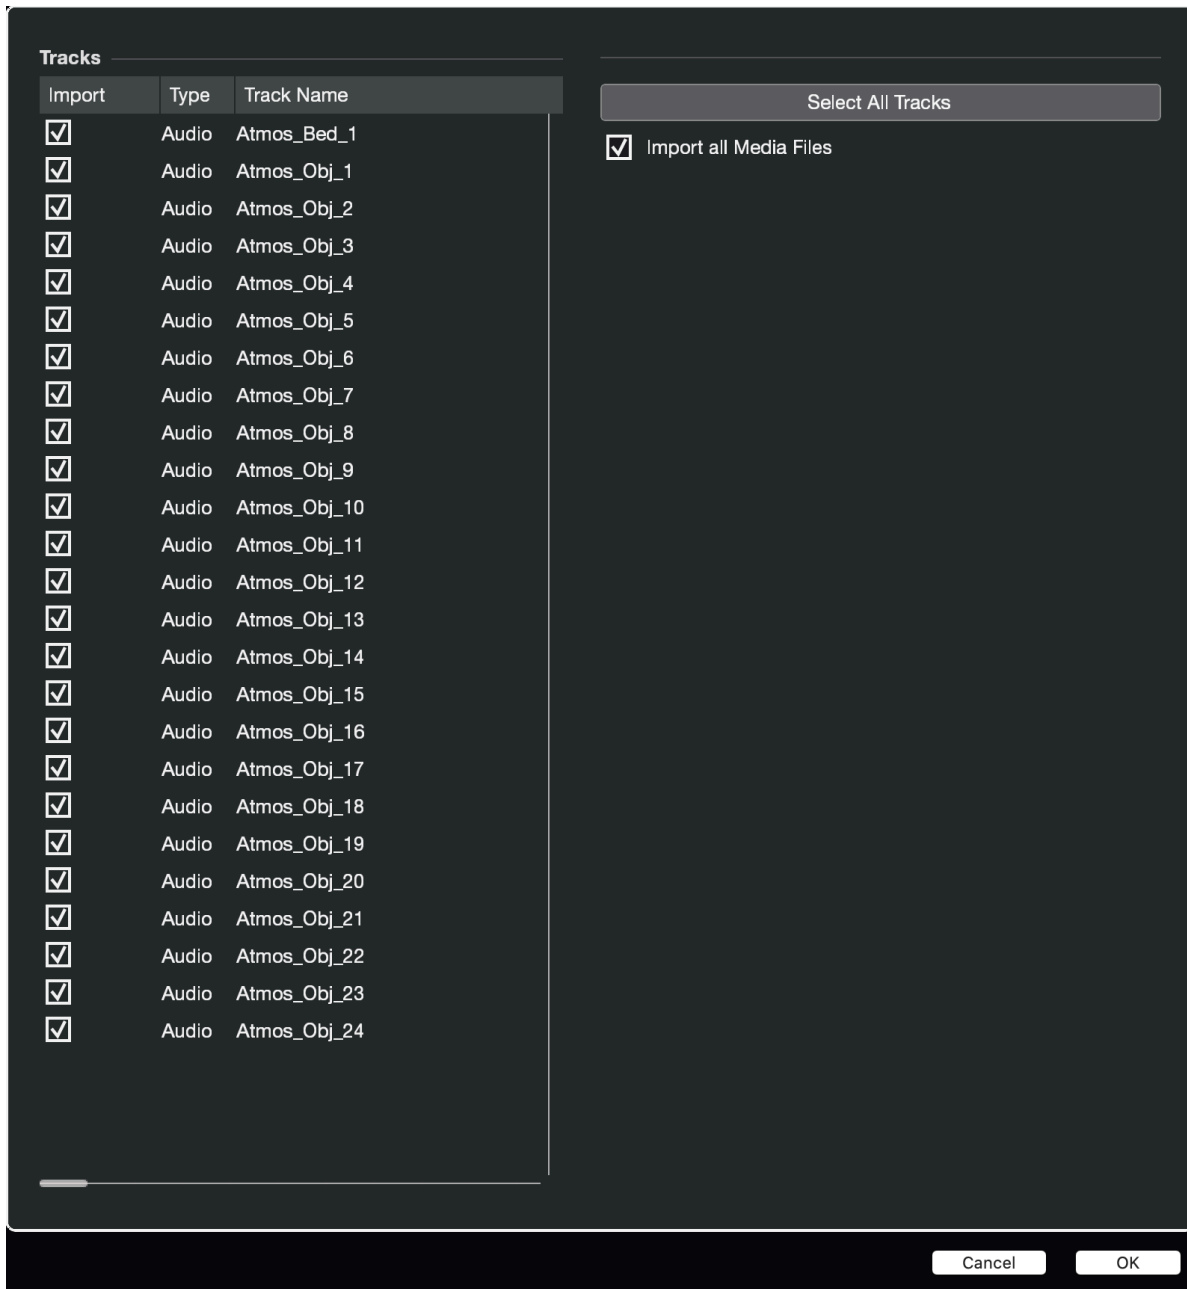 Tracks
Import Type Track Name
Audio Atmos_Bed_1
Audio Atmos_Obj_1
Audio Atmos_Obj_2
Audio Atmos_Obj_3
Audio Atmos_Obj_4
Audio Atmos_Obj_5
Audio Atmos_Obj_6
Audio Atmos_Obj_7
Audio Atmos_Obj_8
Audio Atmos_Obj_9
Audio Atmos_Obj_10
Audio Atmos_Obj_11
Audio Atmos_Obj_12
Audio Atmos_Obj_13
Audio Atmos_Obj_14
Audio Atmos_Obj_15
Audio Atmos_Obj_16
Audio Atmos_Obj_17
Audio Atmos_Obj_18
Audio Atmos_Obj_19
Audio Atmos_Obj_20
Audio Atmos_Obj_21
Audio Atmos_Obj_22
Audio Atmos_Obj_23
Audio Atmos_Obj_24
Select All Tracks
Import all Media Files
Cancel OK